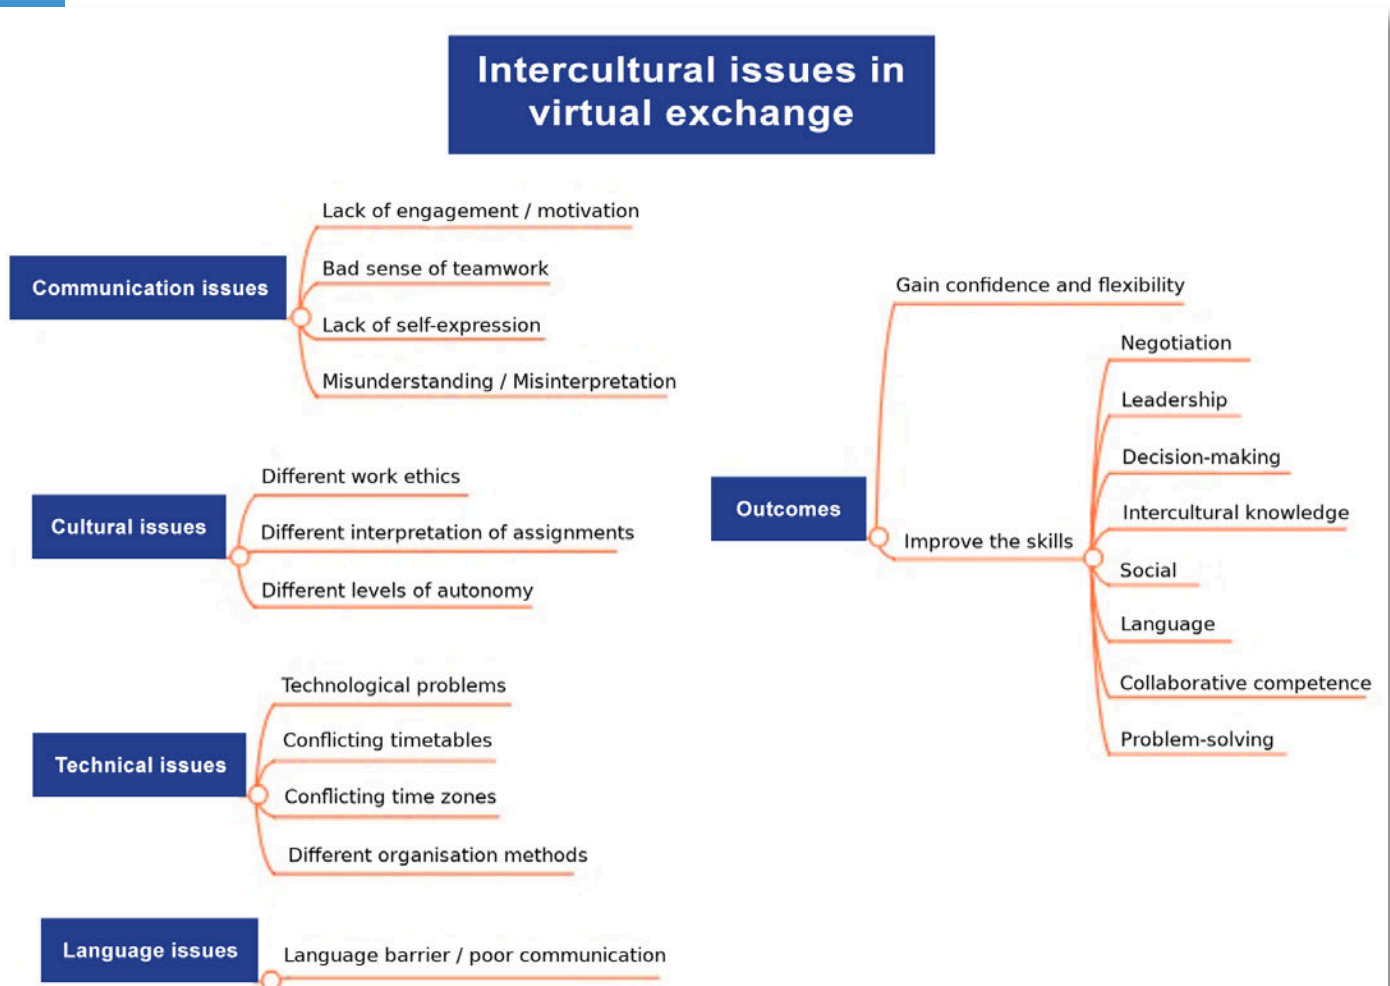 Intercultural issues in
virtual exchange
Communication issues
Lack of engagement / motivation
Bad sense of teamwork
Lack of self-expression
Misunderstanding / Misinterpretation
Cultural issues
Different work ethics
Different interpretation of assignments
Different levels of autonomy
Technical issues
Technological problems
Conflicting timetables
Conflicting time zones
Different organisation methods
Language issues
Language barrier / poor communication
Outcomes
Gain confidence and flexibility
Improve the skills
Negotiation
Leadership
Decision-making
Intercultural knowledge
Social
Language
Collaborative competence
Problem-solving